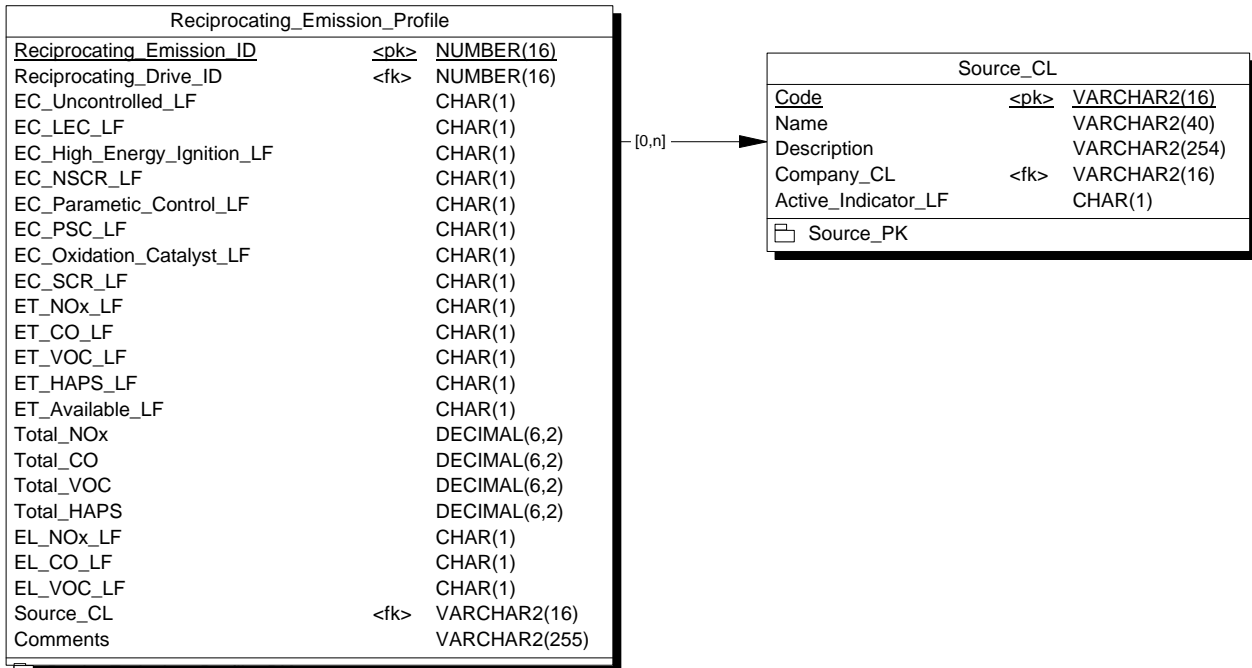 Reciprocating_Emission_Profile
Reciprocating_Emission_ID <pk> NUMBER(16)
Reciprocating_Drive_ID <fk> NUMBER(16)
EC_Uncontrolled_LF CHAR(1)
EC_LEC_LF CHAR(1)
EC_High_Energy_Ignition_LF CHAR(1)
EC_NSCR_LF CHAR(1)
EC_Parametic_Control_LF CHAR(1)
EC_PSC_LF CHAR(1)
EC_Oxidation_Catalyst_LF CHAR(1)
EC_SCR_LF CHAR(1)
ET_NOx_LF CHAR(1)
ET_CO_LF CHAR(1)
ET_VOC_LF CHAR(1)
ET_HAPS_LF CHAR(1)
ET_Available_LF CHAR(1)
Total_NOx DECIMAL(6,2)
Total_CO DECIMAL(6,2)
Total_VOC DECIMAL(6,2)
Total_HAPS DECIMAL(6,2)
EL_NOx_LF CHAR(1)
EL_CO_LF CHAR(1)
EL_VOC_LF CHAR(1)
Source_CL <fk> VARCHAR2(16)
Comments VARCHAR2(255)
[0,n]
Source_CL
Code <pk> VARCHAR2(16)
Name VARCHAR2(40)
Description VARCHAR2(254)
Company_CL <fk> VARCHAR2(16)
Active_Indicator_LF CHAR(1)
Source_PK